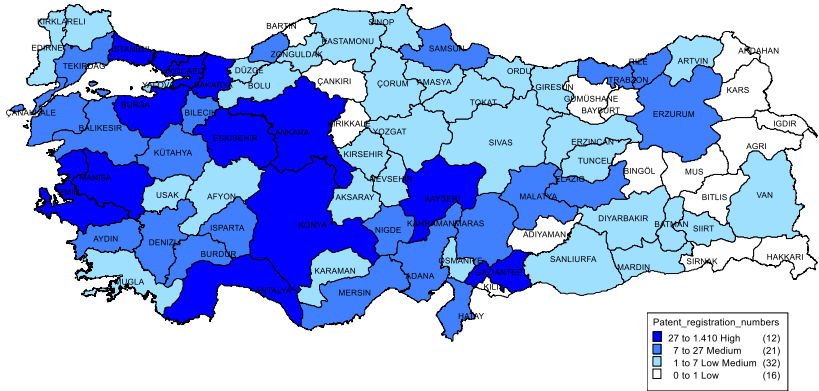 KIRKLARELI
SINOP
BARTIN
EDIRNE
KASTAMONU
SAMSUN
ARDAHAN
TEKIRDAG
ZONGULDAK
RIZE
ARTVIN
DÜZCE
ORDU
TRABZON
BOLU
ÇANKIRI
ÇORUM
AMASYA
GIRESUN
KARS
GÜMÜSHANE
ÇANAKKALE
BURSA
BILECIK
TOKAT
BAYBURT
ERZURUM
IGDIR
BALIKESIR
ESKISEHIR
ANKARA
KIRIKKALE
YOZGAT
SIVAS
ERZINCAN
AGRI
KÜTAHYA
KIRSEHIR
TUNCELI
MANISA
NEVSEHIR
ELAZIG
BINGÖL
MUS
USAK
AFYON
AKSARAY
KAYSERI
MALATYA
BITLIS
VAN
KONYA
KAHRAMANMARAS
DIYARBAKIR
BATMAN
SIIRT
AYDIN
DENIZLI
ISPARTA
NIGDE
ADIYAMAN
BURDUR
OSMANIYE
SANLIURFA
SIRNAK
HAKKARI
MUGLA
KARAMAN
ADANA
GAZIANTEP
MARDIN
ANTALYA
MERSIN
KILIS
HATAY
Patent_registration_numbers
27 to 1.410 High (12)
7 to 27 Medium (21)
1 to 7 Low Medium (32)
0 to 1 Low (16)